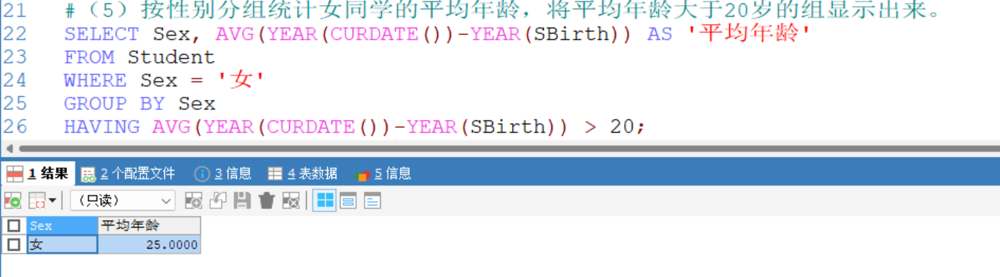 21 #（5）按性别分组统计女同学的平均年龄，将平均年龄大于20岁的组显示出来。
22 SELECT Sex, AVG(YEAR(CURDATE())-YEAR(SBirth)) AS '平均年龄'
23 FROM Student
24 WHERE Sex = '女'
25 GROUP BY Sex
26 HAVING AVG(YEAR(CURDATE())-YEAR(SBirth)) > 20;
1 结果 2 个配置文件 3 信息 4 表数据 5 信息
（只读）
Sex 平均年龄
女 25.0000